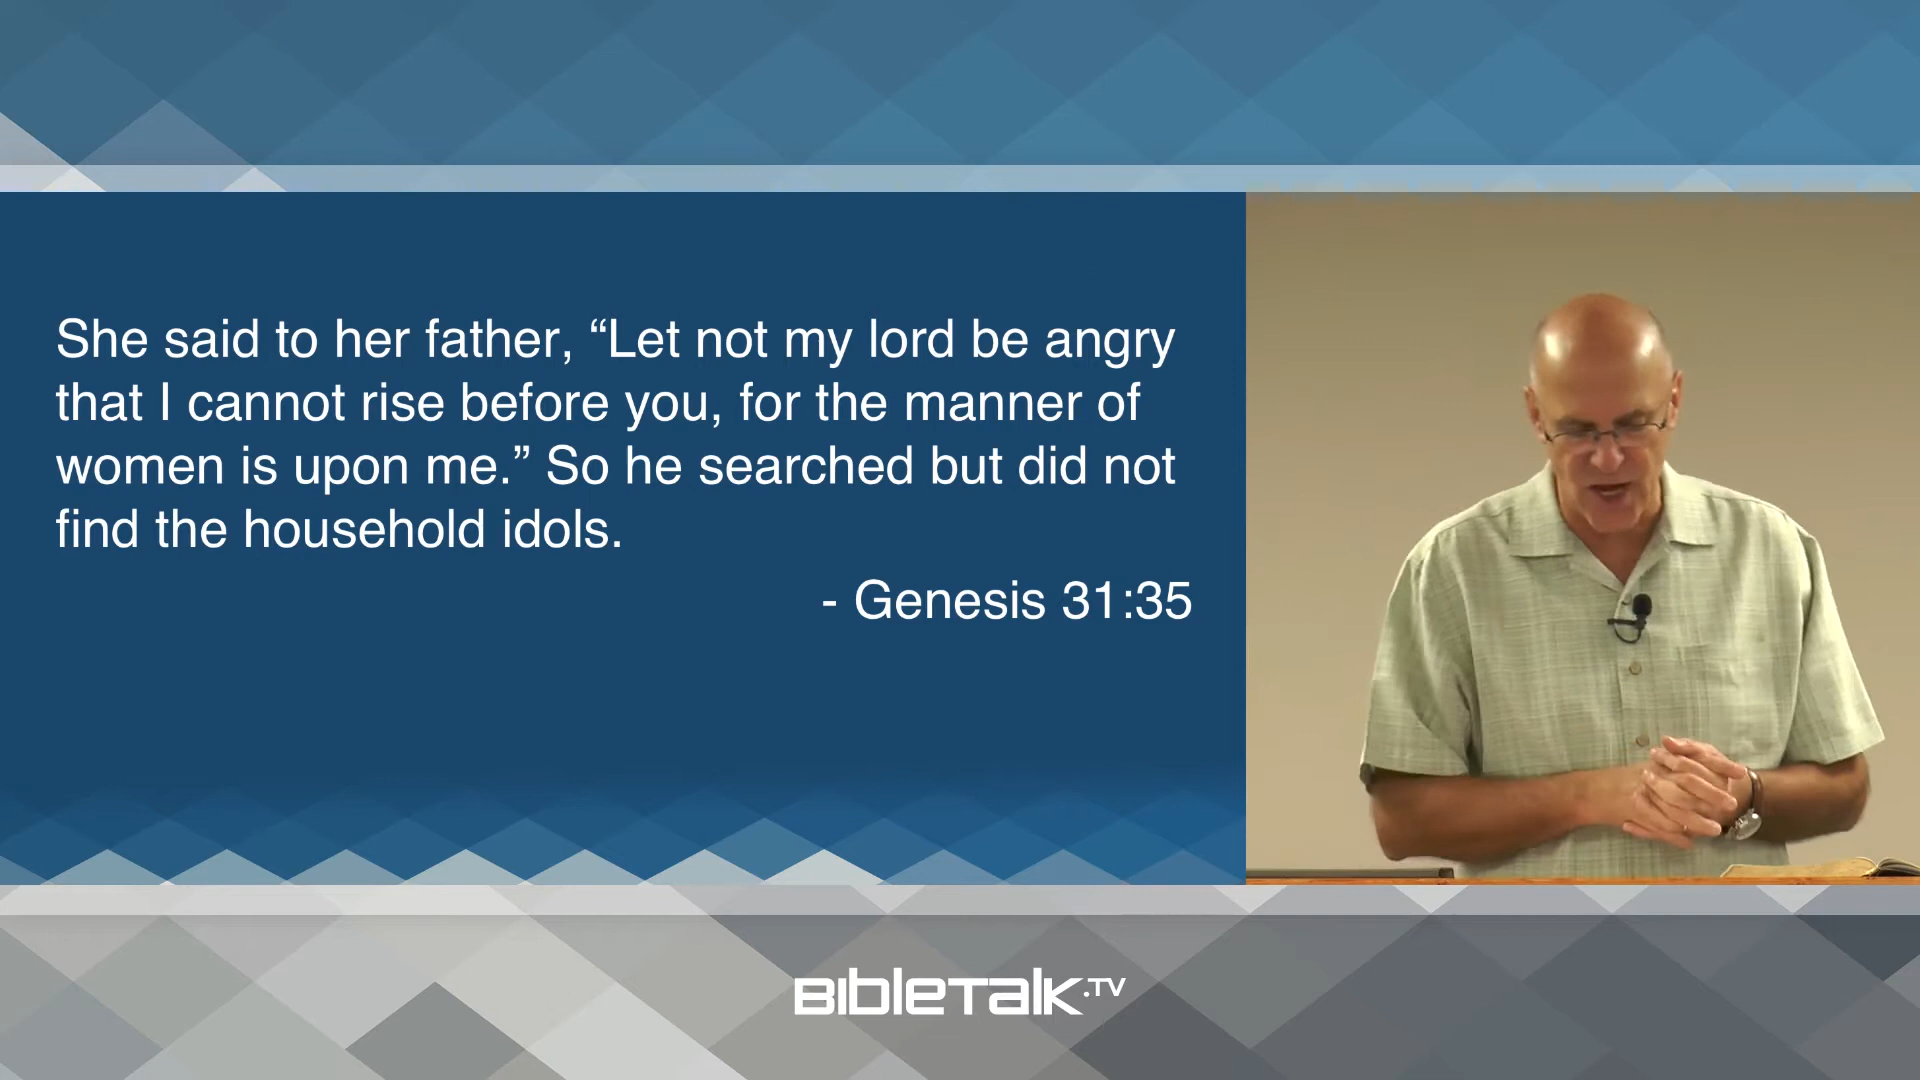 She said to her father, “Let not my lord be angry
that I cannot rise before you, for the manner of
women is upon me.” So he searched but did not
find the household idols.
- Genesis 31:35
BIBLETALK.TV